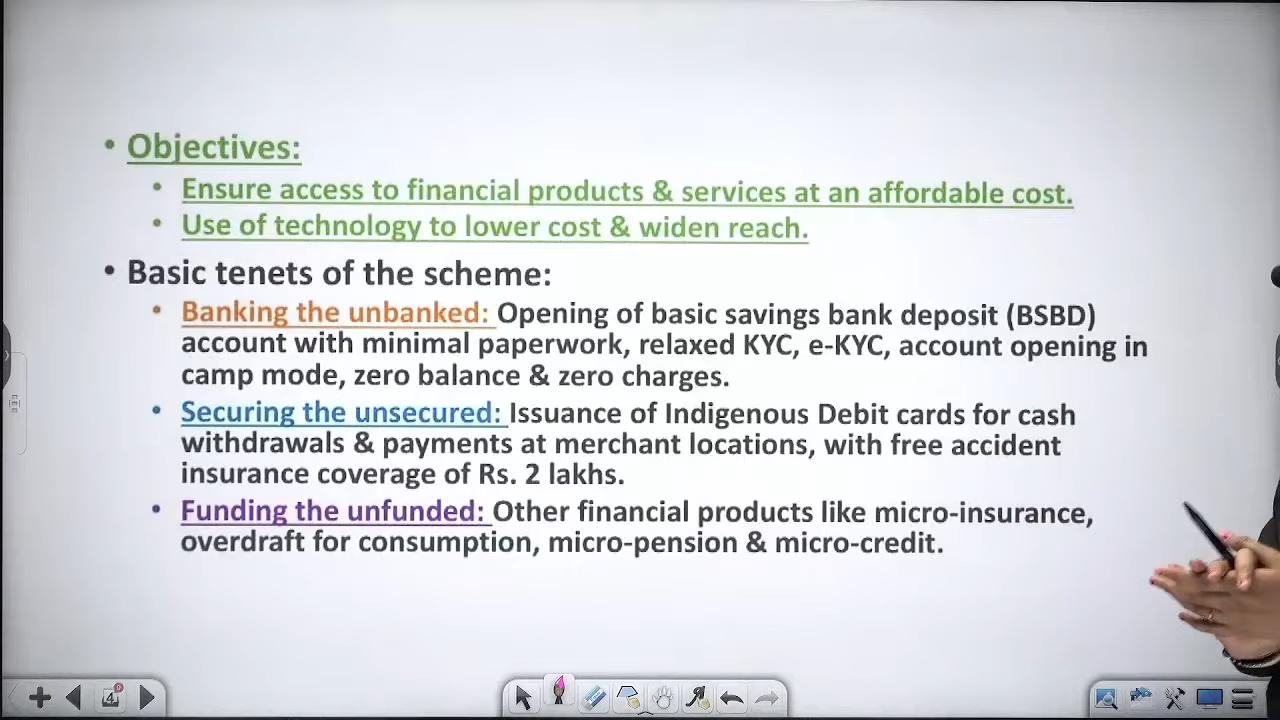 • Objectives:
• Ensure access to financial products & services at an affordable cost.
• Use of technology to lower cost & widen reach.
• Basic tenets of the scheme:
• Banking the unbanked: Opening of basic savings bank deposit (BSBD)
account with minimal paperwork, relaxed KYC, e-KYC, account opening in
camp mode, zero balance & zero charges.
• Securing the unsecured: Issuance of Indigenous Debit cards for cash
withdrawals & payments at merchant locations, with free accident
insurance coverage of Rs. 2 lakhs.
• Funding the unfunded: Other financial products like micro-insurance,
overdraft for consumption, micro-pension & micro-credit.
4